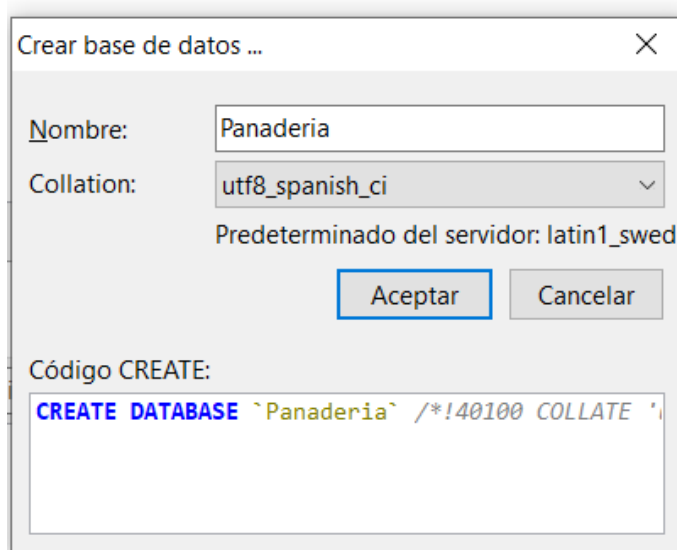 Crear base de datos ...
Nombre: Panaderia
Collation: utf8_spanish_ci
Predeterminado del servidor: latin1_swed
Aceptar Cancelar
Código CREATE:
CREATE DATABASE `Panaderia` /*!40100 COLLATE '